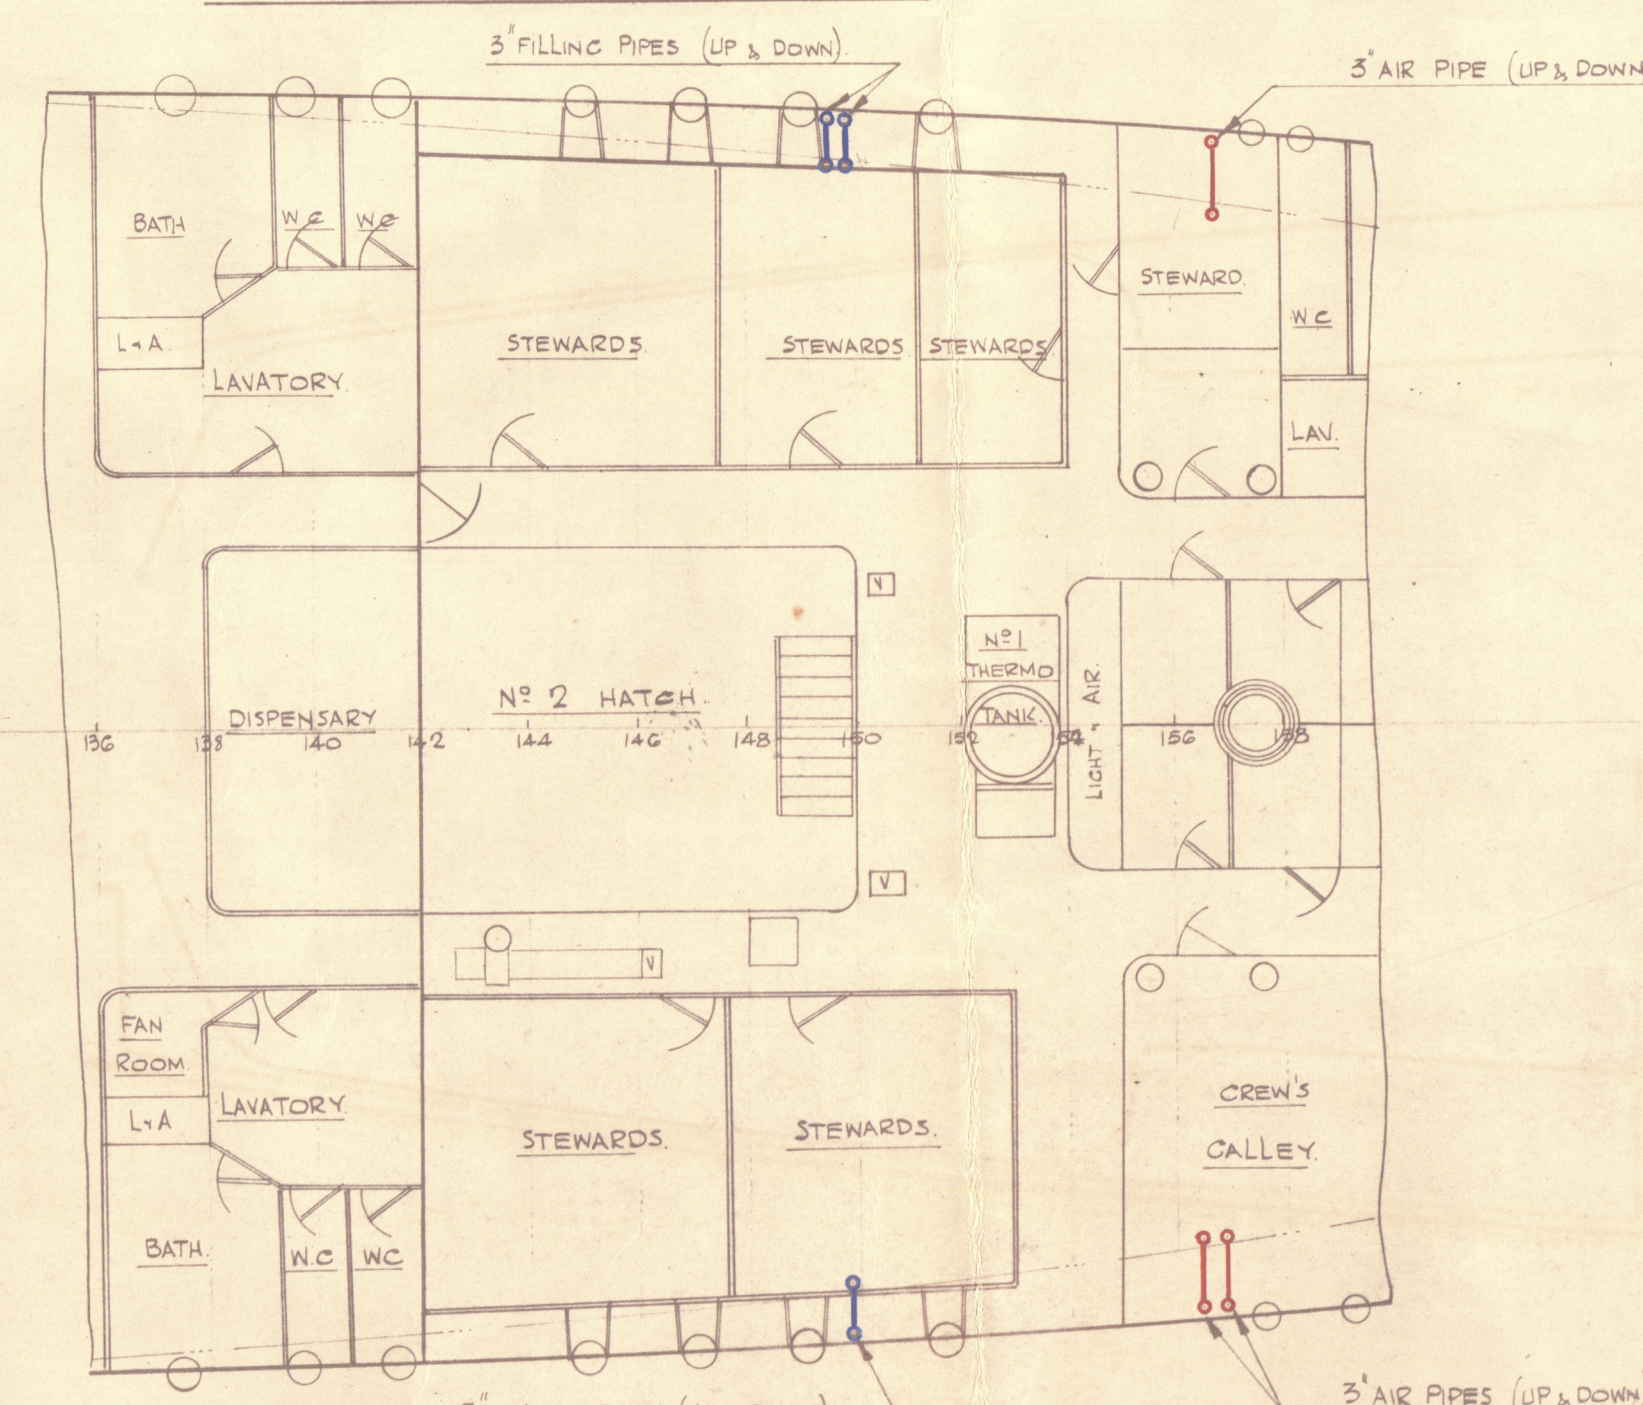 3" FILLING PIPES (UP & DOWN).
3" AIR PIPE (UP & DOWN
BATH
W C
W C
STEWARD.
L & A.
LAVATORY.
STEWARDS.
STEWARDS
STEWARDS
W C
LAV.
V
Nº 1
THERMO
TANK.
LIGHT & AIR.
Nº 2 HATCH.
DISPENSARY
136 138 140 142 144 146 148 150 152 154 156 158
V
V
FAN
ROOM.
L & A
LAVATORY.
STEWARDS.
STEWARDS.
CREW'S
GALLEY.
BATH.
W.C
WC
3" AIR PIPES (UP & DOWN